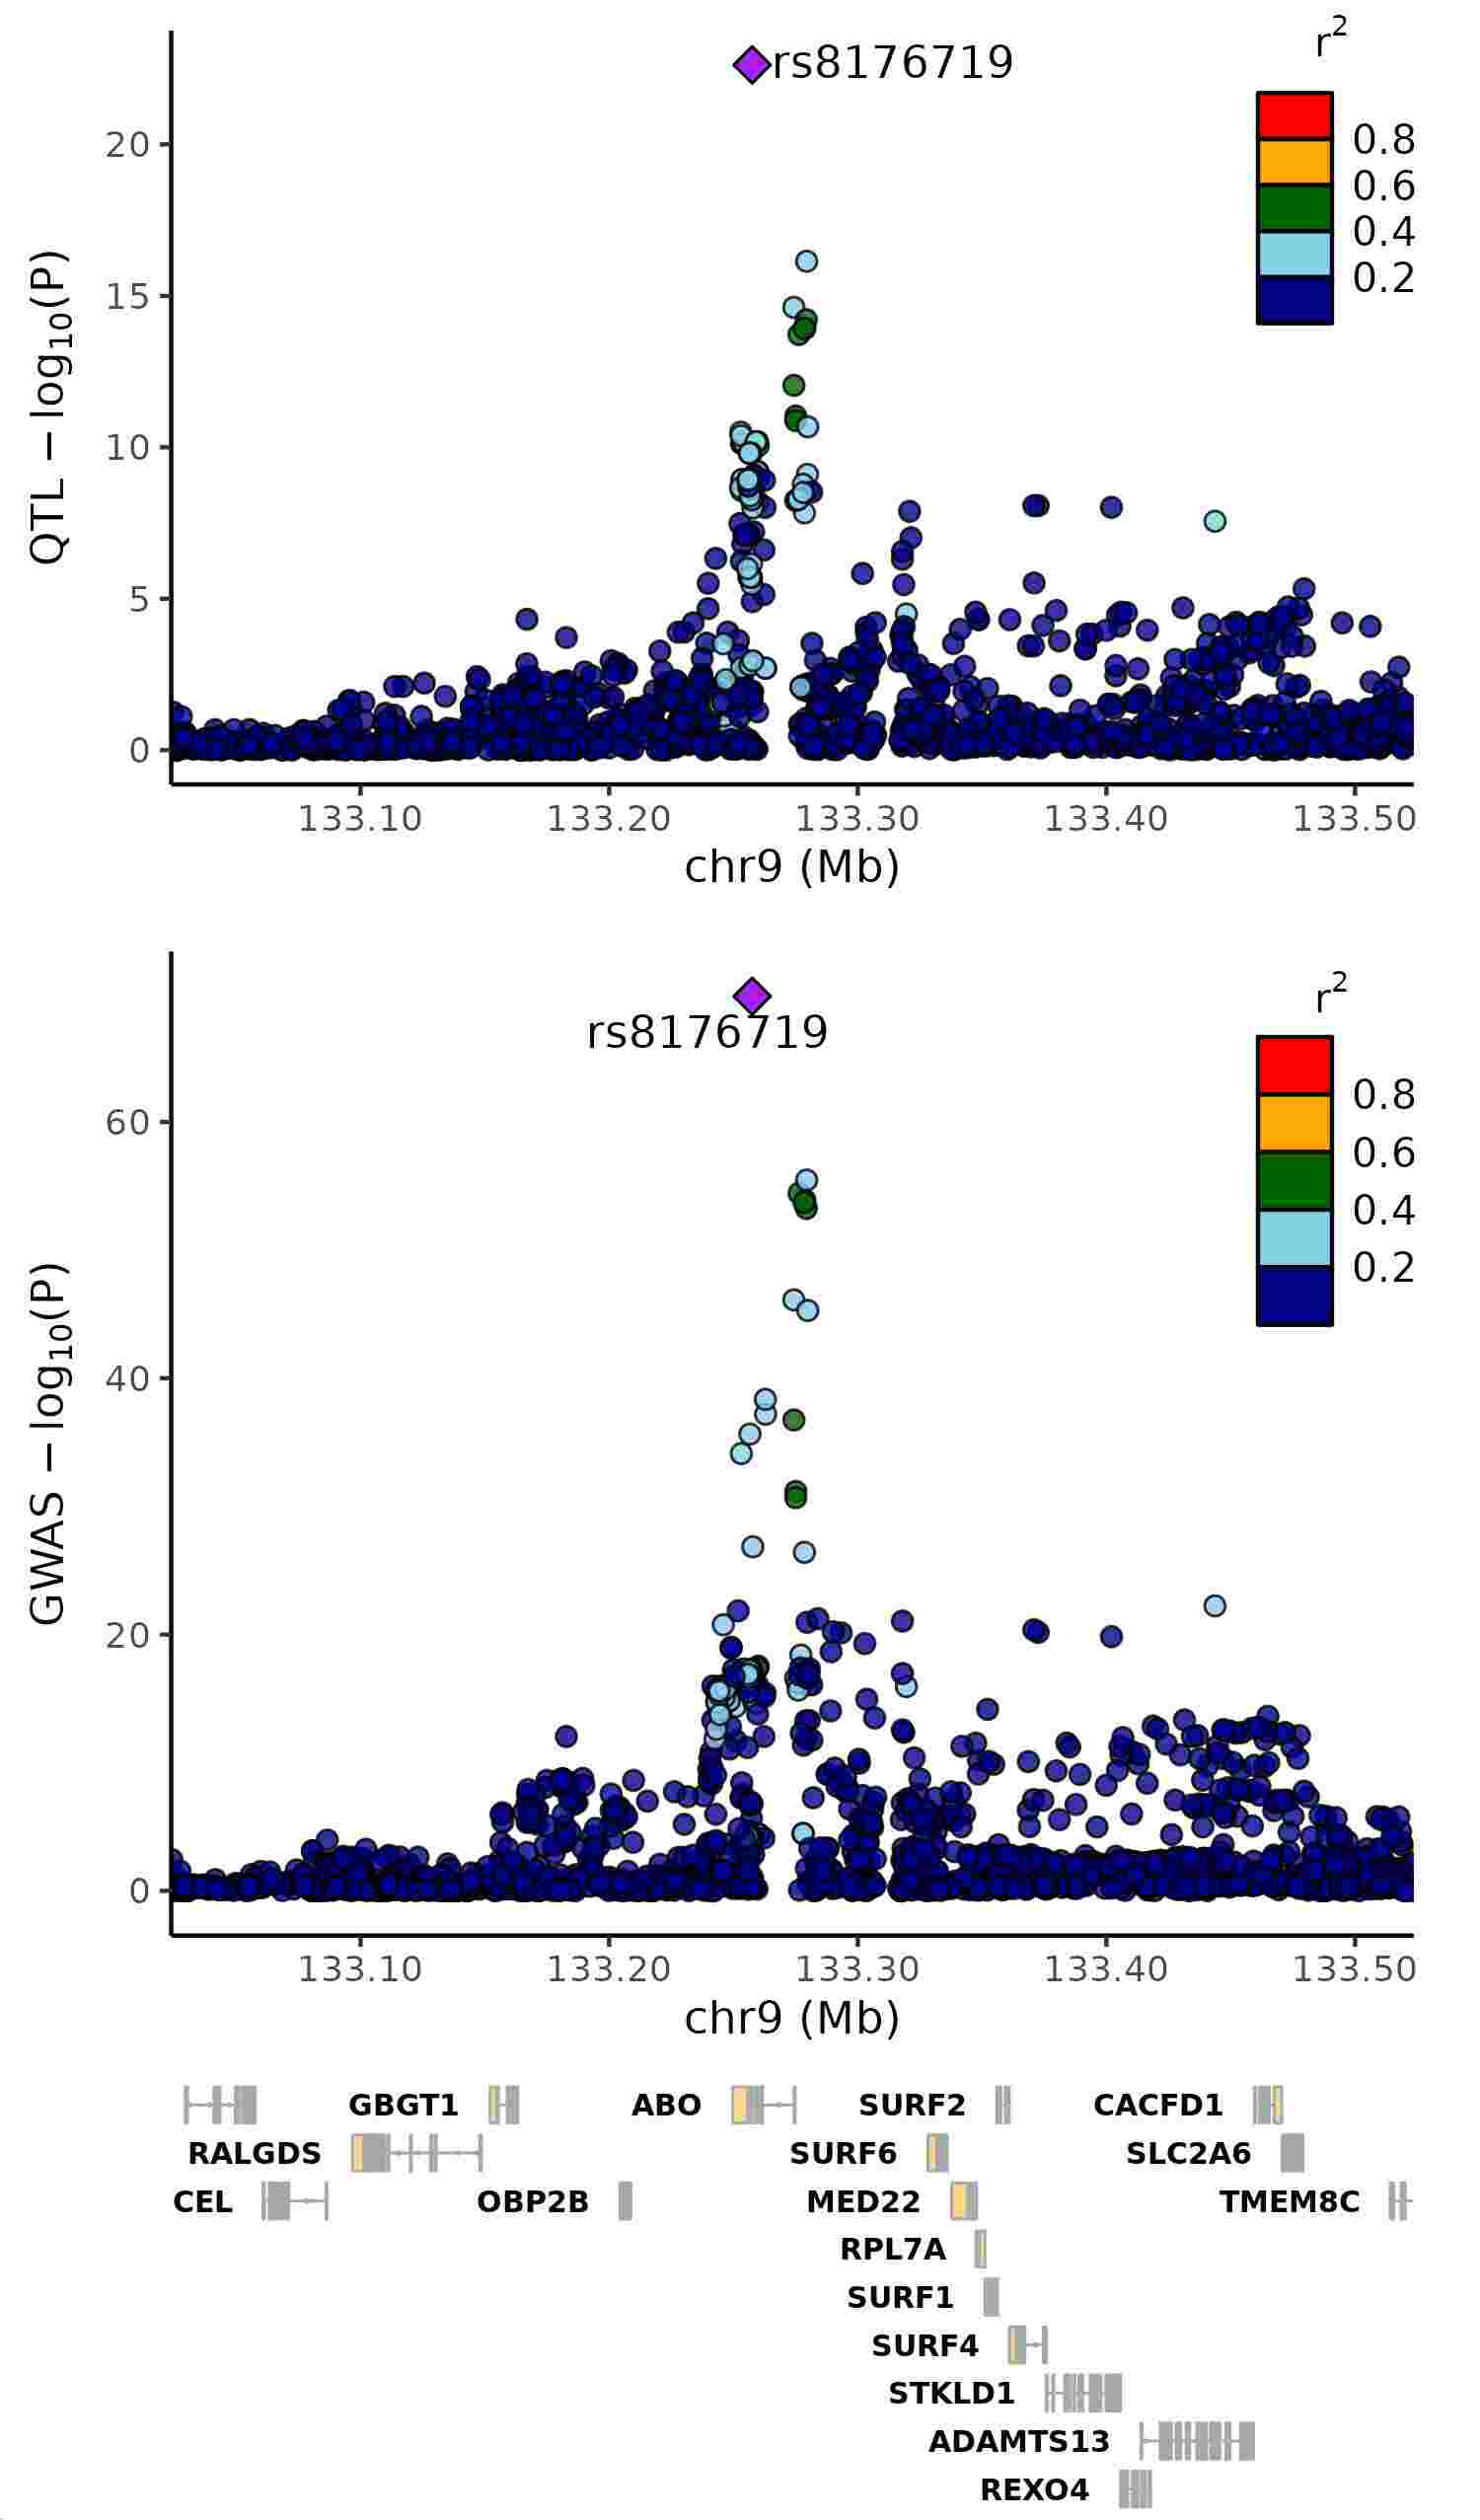 rs8176719
r2
0.8
0.6
0.4
0.2
20
15
10
5
0
QTL −log10(P)
133.10 133.20 133.30 133.40 133.50
chr9 (Mb)
rs8176719
r2
0.8
0.6
0.4
0.2
60
40
20
0
GWAS −log10(P)
133.10 133.20 133.30 133.40 133.50
chr9 (Mb)
GBGT1 ABO SURF2 CACFD1
RALGDS SURF6 SLC2A6
CEL OBP2B MED22 TMEM8C
RPL7A
SURF1
SURF4
STKLD1
ADAMTS13
REXO4